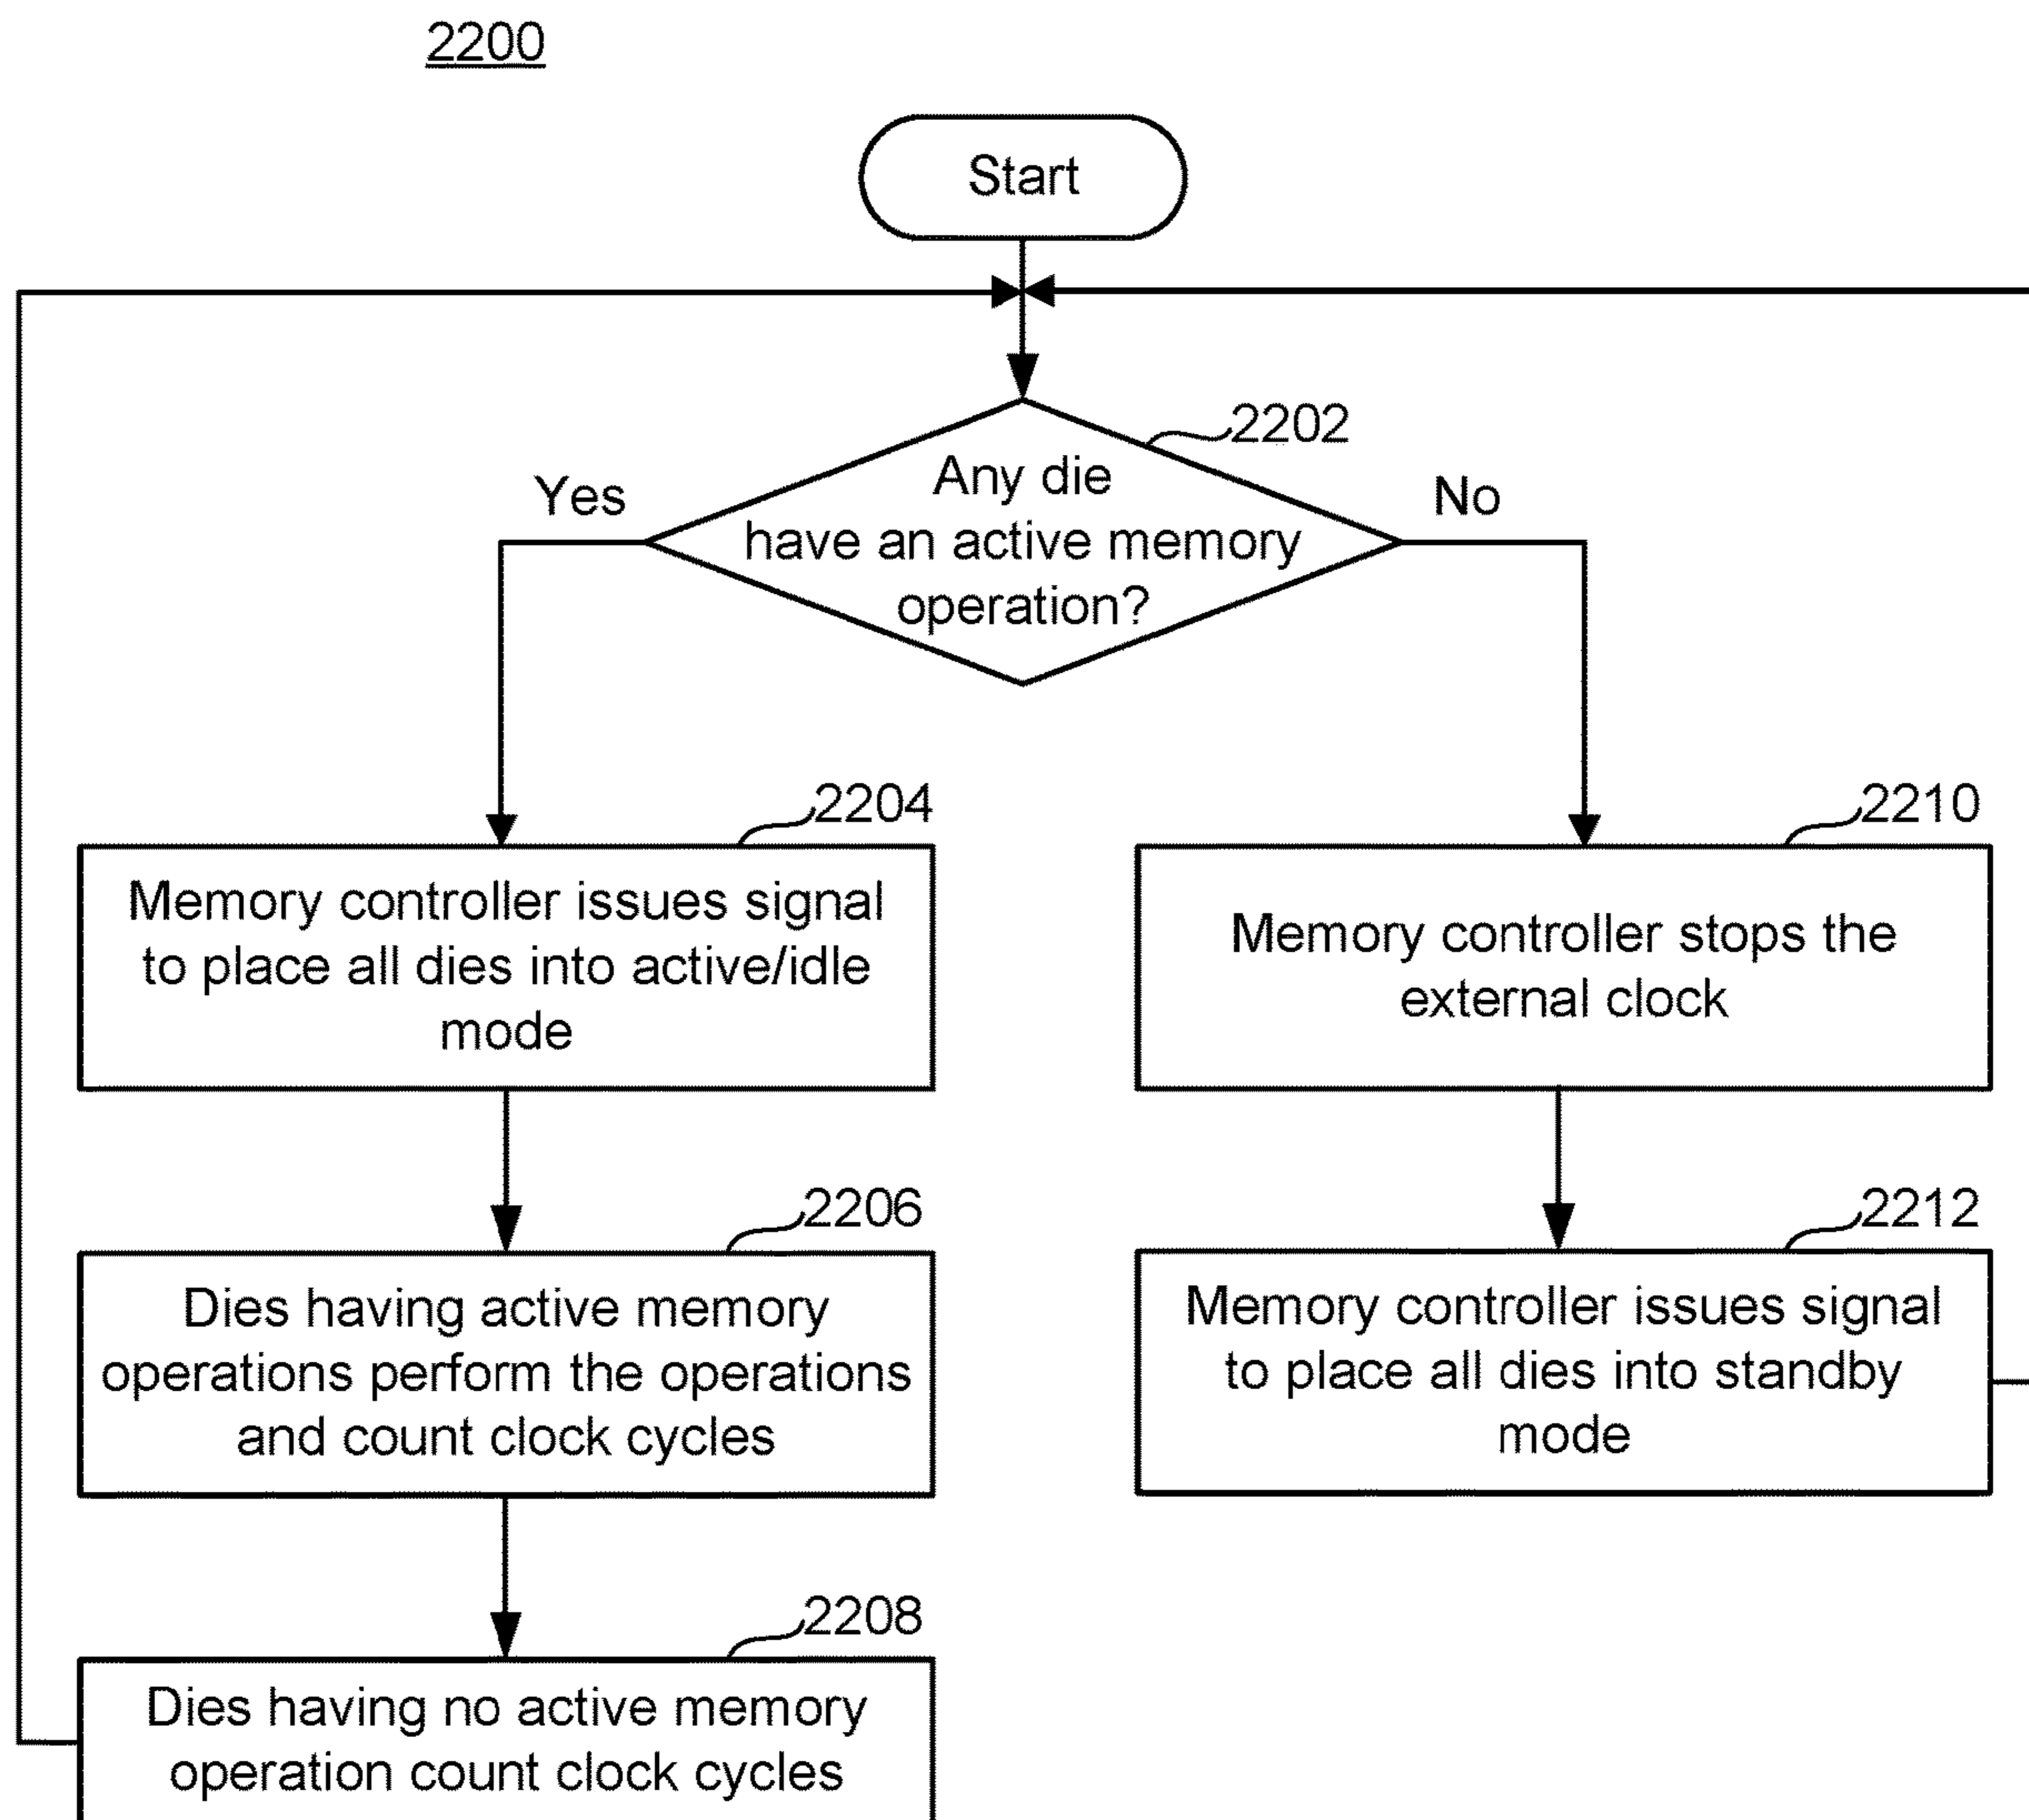 2200
Start
2202
Any die
have an active memory
operation?
Yes
No
2204
Memory controller issues signal
to place all dies into active/idle
mode
2210
Memory controller stops the
external clock
2206
Dies having active memory
operations perform the operations
and count clock cycles
2212
Memory controller issues signal
to place all dies into standby
mode
2208
Dies having no active memory
operation count clock cycles